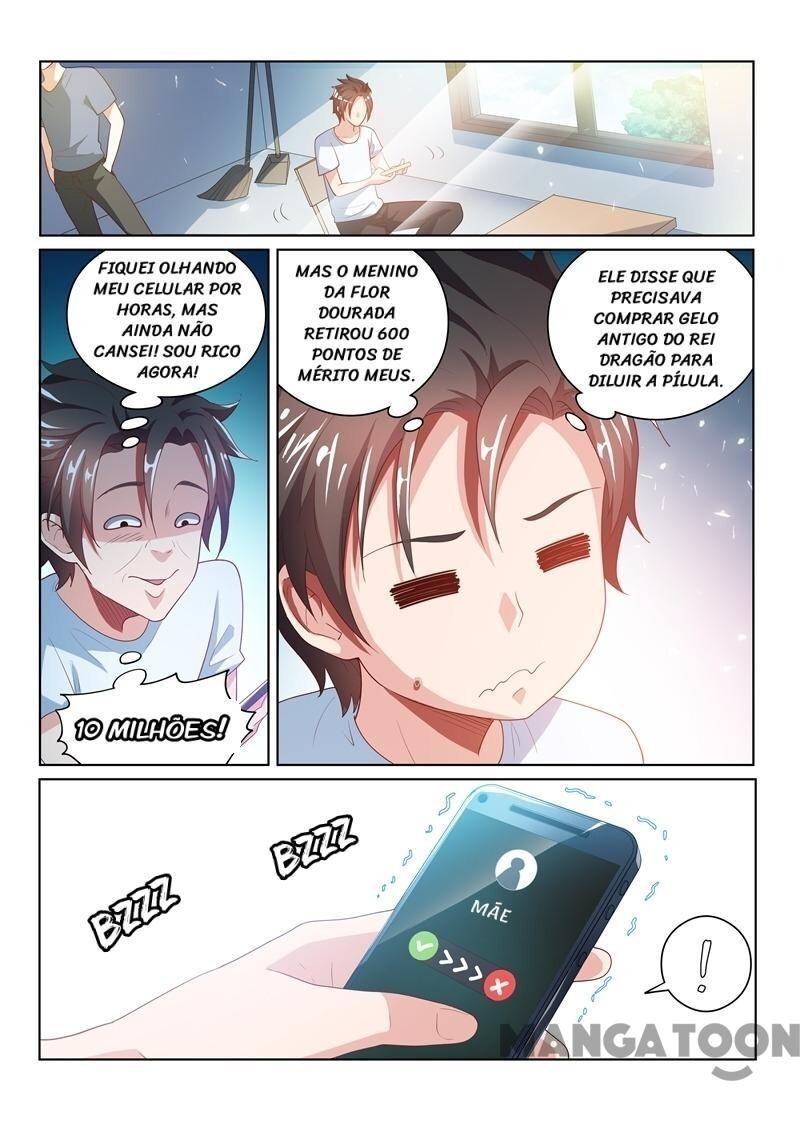 FIQUEI OLHANDO
MEU CELULAR POR
HORAS, MAS
AINDA NÃO
CANSEI! SOU RICO
AGORA!
10 MILHÕES!
MAS O MENINO
DA FLOR
DOURADA
RETIROU 600
PONTOS DE
MÉRITO MEUS.
ELE DISSE QUE
PRECISAVA
COMPRAR GELO
ANTIGO DO REI
DRAGÃO PARA
DILUIR A PÍLULA.
BZZZ
BZZZ
MÃE
>>>
!
MANGATOON